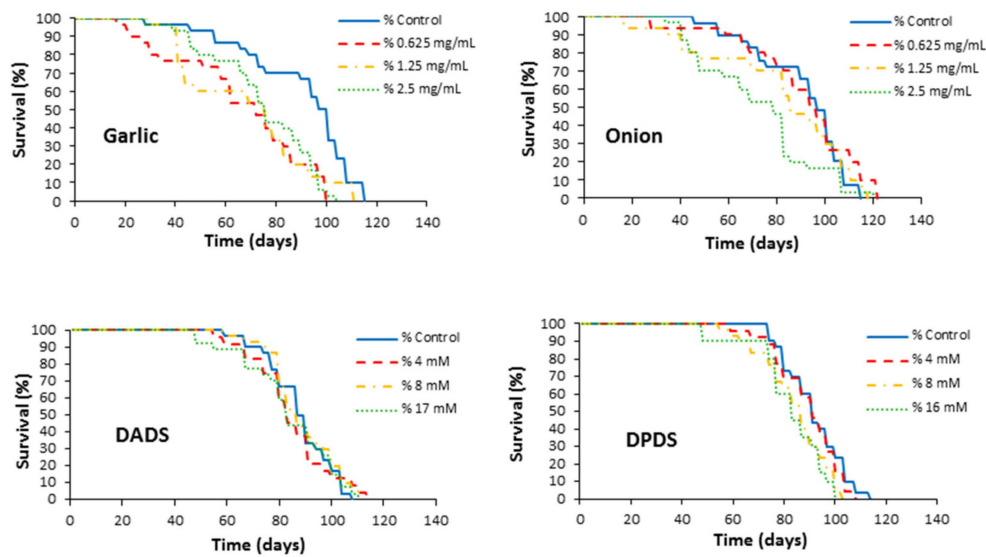 Survival (%)
100
90
80
70
60
50
40
30
20
10
0
Garlic
% Control
% 0.625 mg/mL
% 1.25 mg/mL
% 2.5 mg/mL
0 20 40 60 80 100 120 140
Time (days)
Survival (%)
100
90
80
70
60
50
40
30
20
10
0
Onion
% Control
% 0.625 mg/mL
% 1.25 mg/mL
% 2.5 mg/mL
0 20 40 60 80 100 120 140
Time (days)
Survival (%)
100
90
80
70
60
50
40
30
20
10
0
DADS
% Control
% 4 mM
% 8 mM
% 17 mM
0 20 40 60 80 100 120 140
Time (days)
Survival (%)
100
90
80
70
60
50
40
30
20
10
0
DPDS
% Control
% 4 mM
% 8 mM
% 16 mM
0 20 40 60 80 100 120 140
Time (days)